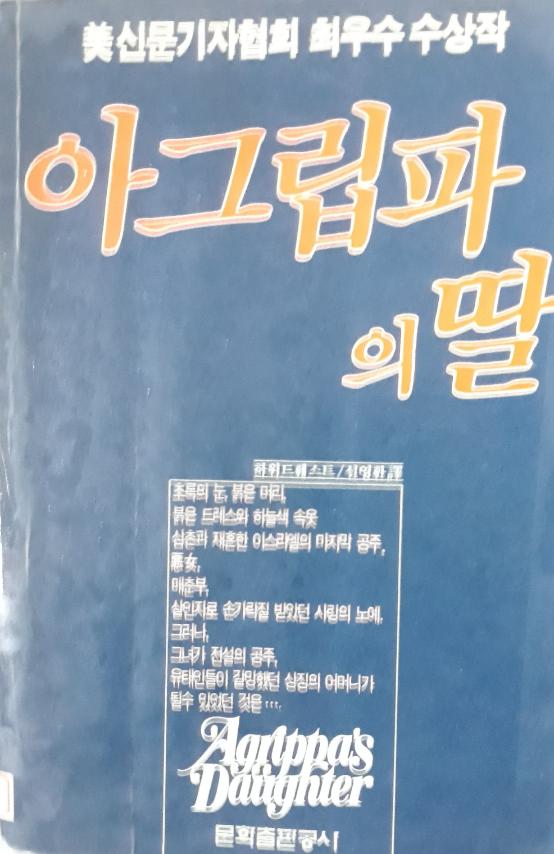 美신문기자협회 최우수 수상작
아그립파
의 딸
하워드훼스트/선영환 譯
초록의 눈, 붉은 머리,
붉은 드레스와 하늘색 속옷
삼촌과 재혼한 이스라엘의 마지막 공주,
惡女,
매춘부,
살인자로 손가락질 받았던 사랑의 노예.
그러나,
그녀가 전설의 공주,
유태인들이 갈망했던 상징의 어머니가
될수 있었던 것은….
Agrippa's
Daughter
문학출판공사